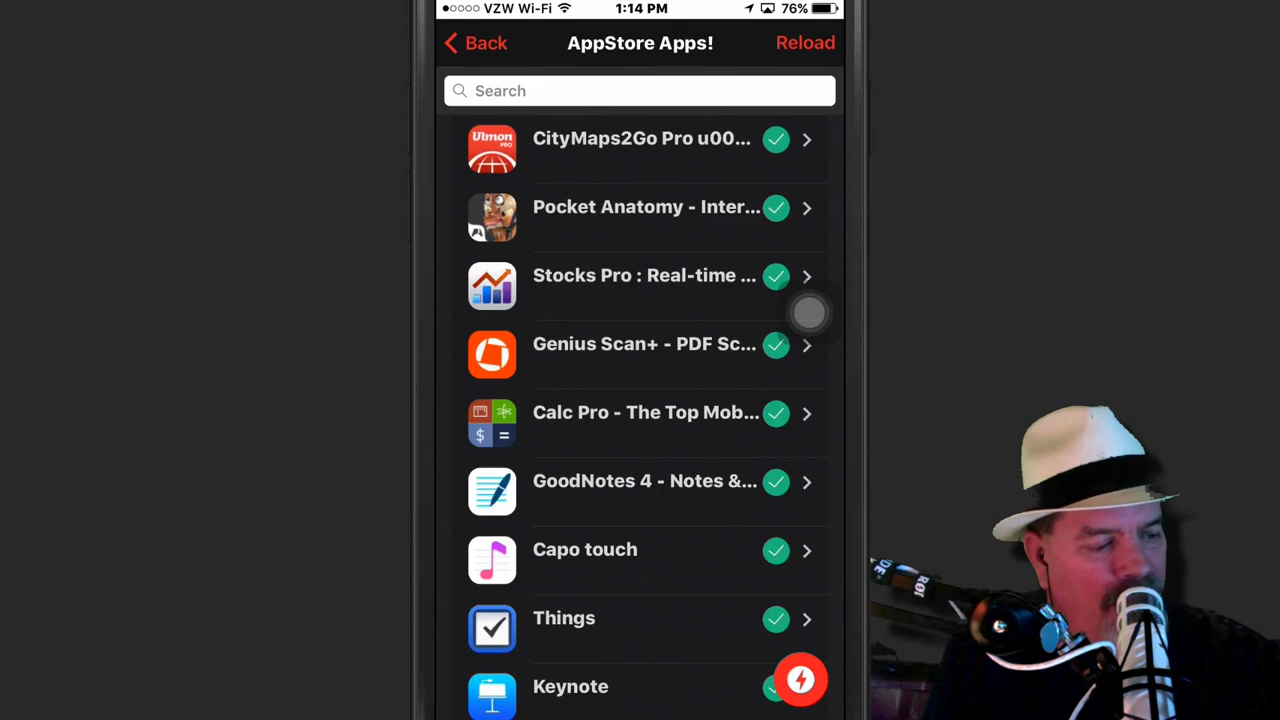 VZW Wi-Fi 1:14 PM 76%
Back AppStore Apps! Reload
Search
Ulmon
PRO
CityMaps2Go Pro u00...
Pocket Anatomy - Inter...
Stocks Pro : Real-time ...
Genius Scan+ - PDF Sc...
Calc Pro - The Top Mob...
$ =
GoodNotes 4 - Notes &...
Capo touch
Things
Keynote